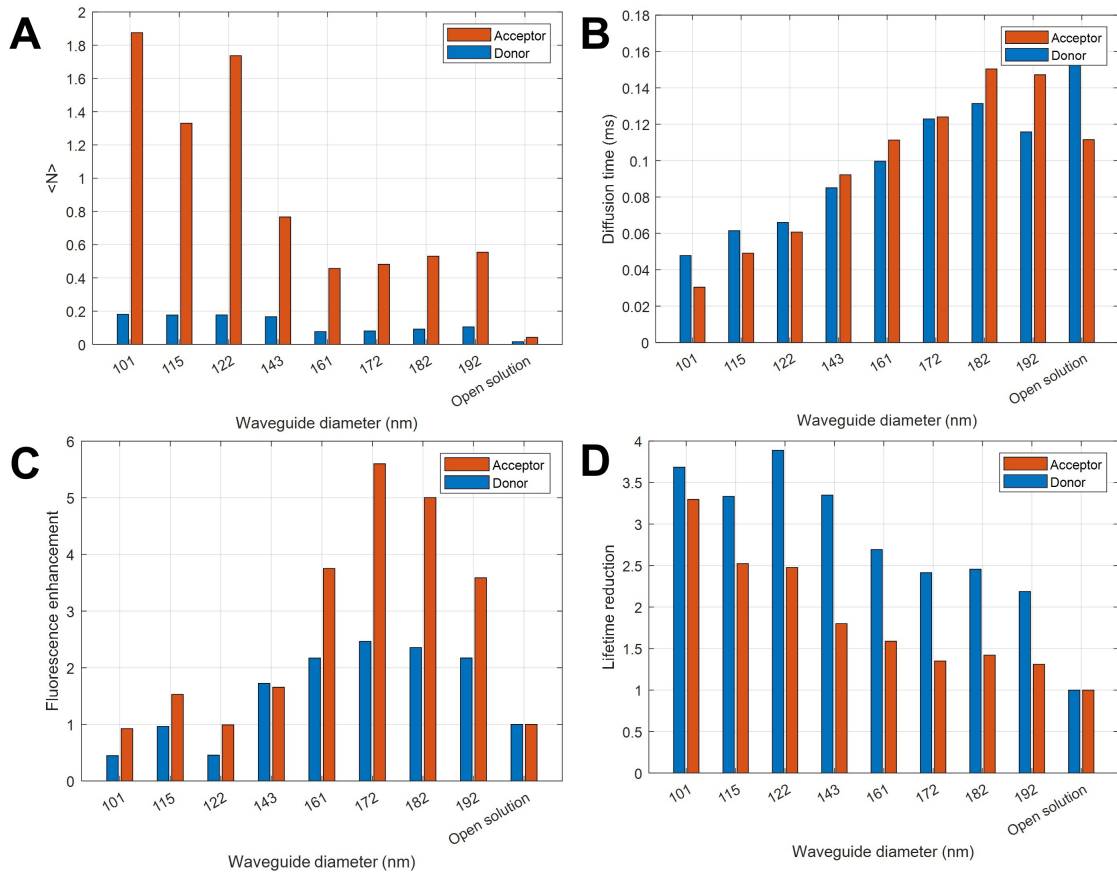 A
2
1.8
1.6
1.4
1.2
1
0.8
0.6
0.4
0.2
0
<N>
Acceptor
Donor
101
115
122
143
161
172
182
192
Open solution
Waveguide diameter (nm)
B
0.18
0.16
0.14
0.12
0.1
0.08
0.06
0.04
0.02
0
Diffusion time (ms)
Acceptor
Donor
101
115
122
143
161
172
182
192
Open solution
Waveguide diameter (nm)
C
6
5
4
3
2
1
0
Fluorescence enhancement
Acceptor
Donor
101
115
122
143
161
172
182
192
Open solution
Waveguide diameter (nm)
D
4
3.5
3
2.5
2
1.5
1
0.5
0
Lifetime reduction
Acceptor
Donor
101
115
122
143
161
172
182
192
Open solution
Waveguide diameter (nm)